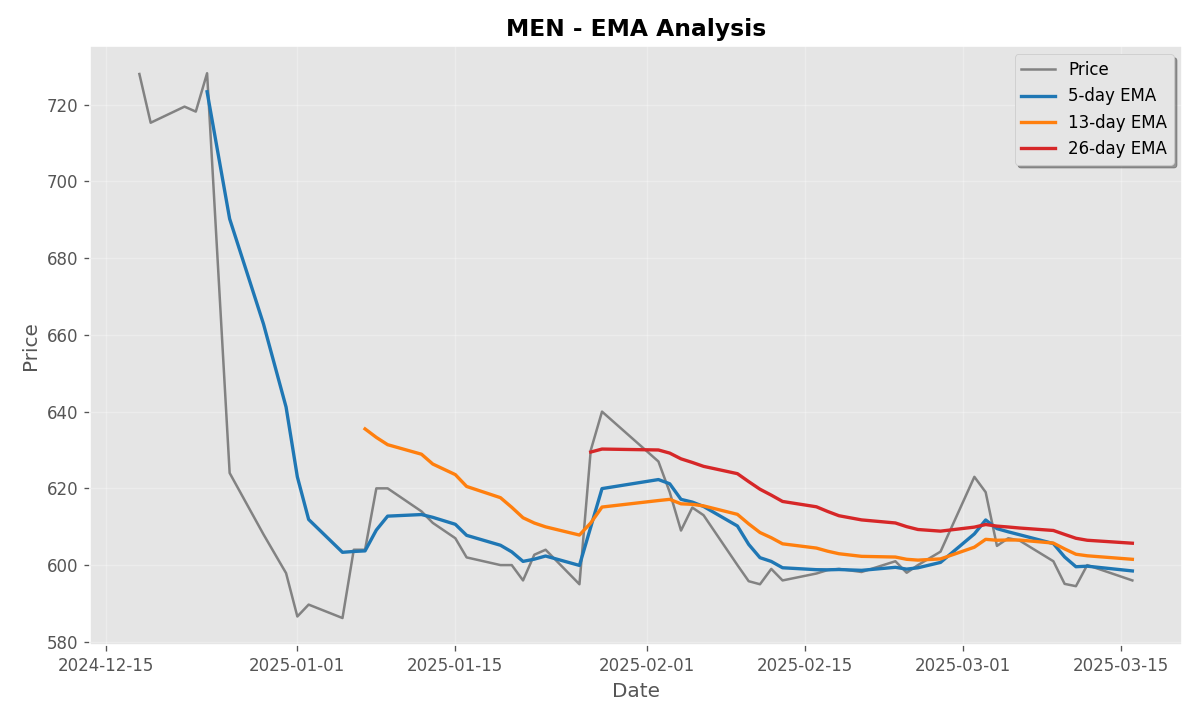 MEN - EMA Analysis
Price
5-day EMA
13-day EMA
26-day EMA
720
700
680
660
640
620
600
580
Price
2024-12-15
2025-01-01
2025-01-15
2025-02-01
2025-02-15
2025-03-01
2025-03-15
Date